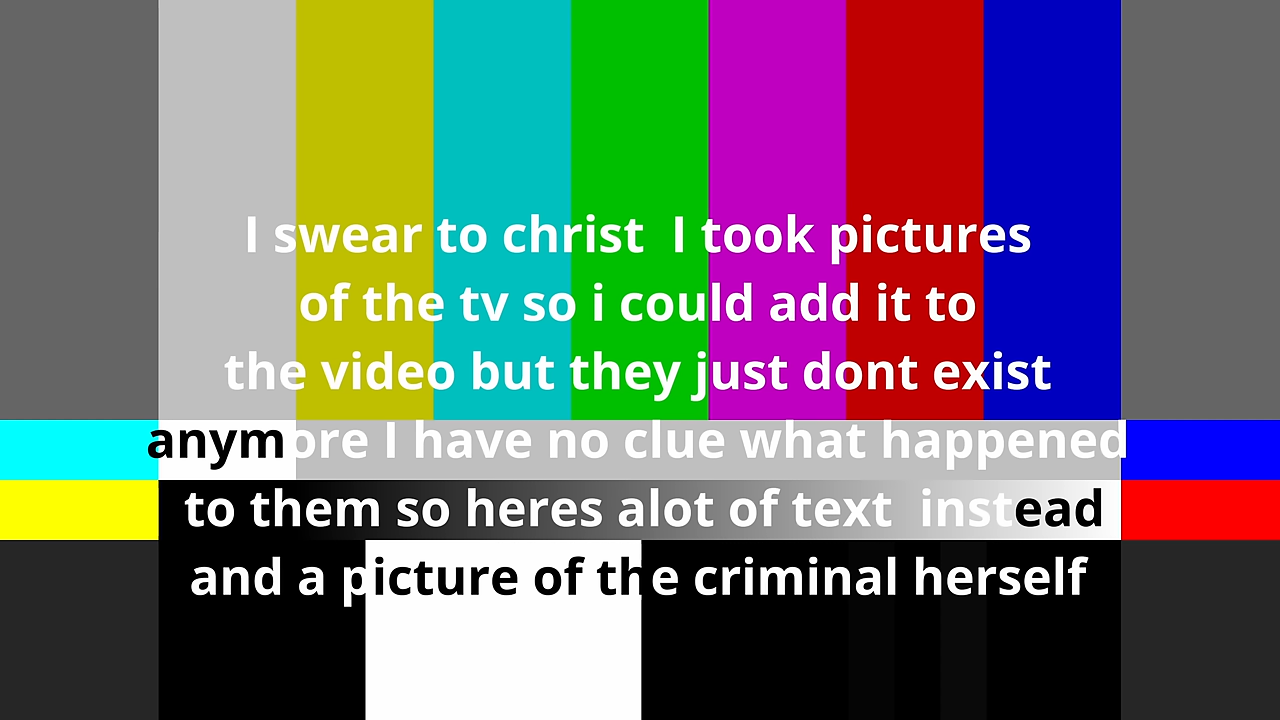 I swear to christ  I took pictures
of the tv so i could add it to
the video but they just dont exist
anymore I have no clue what happened
to them so heres alot of text  instead
and a picture of the criminal herself